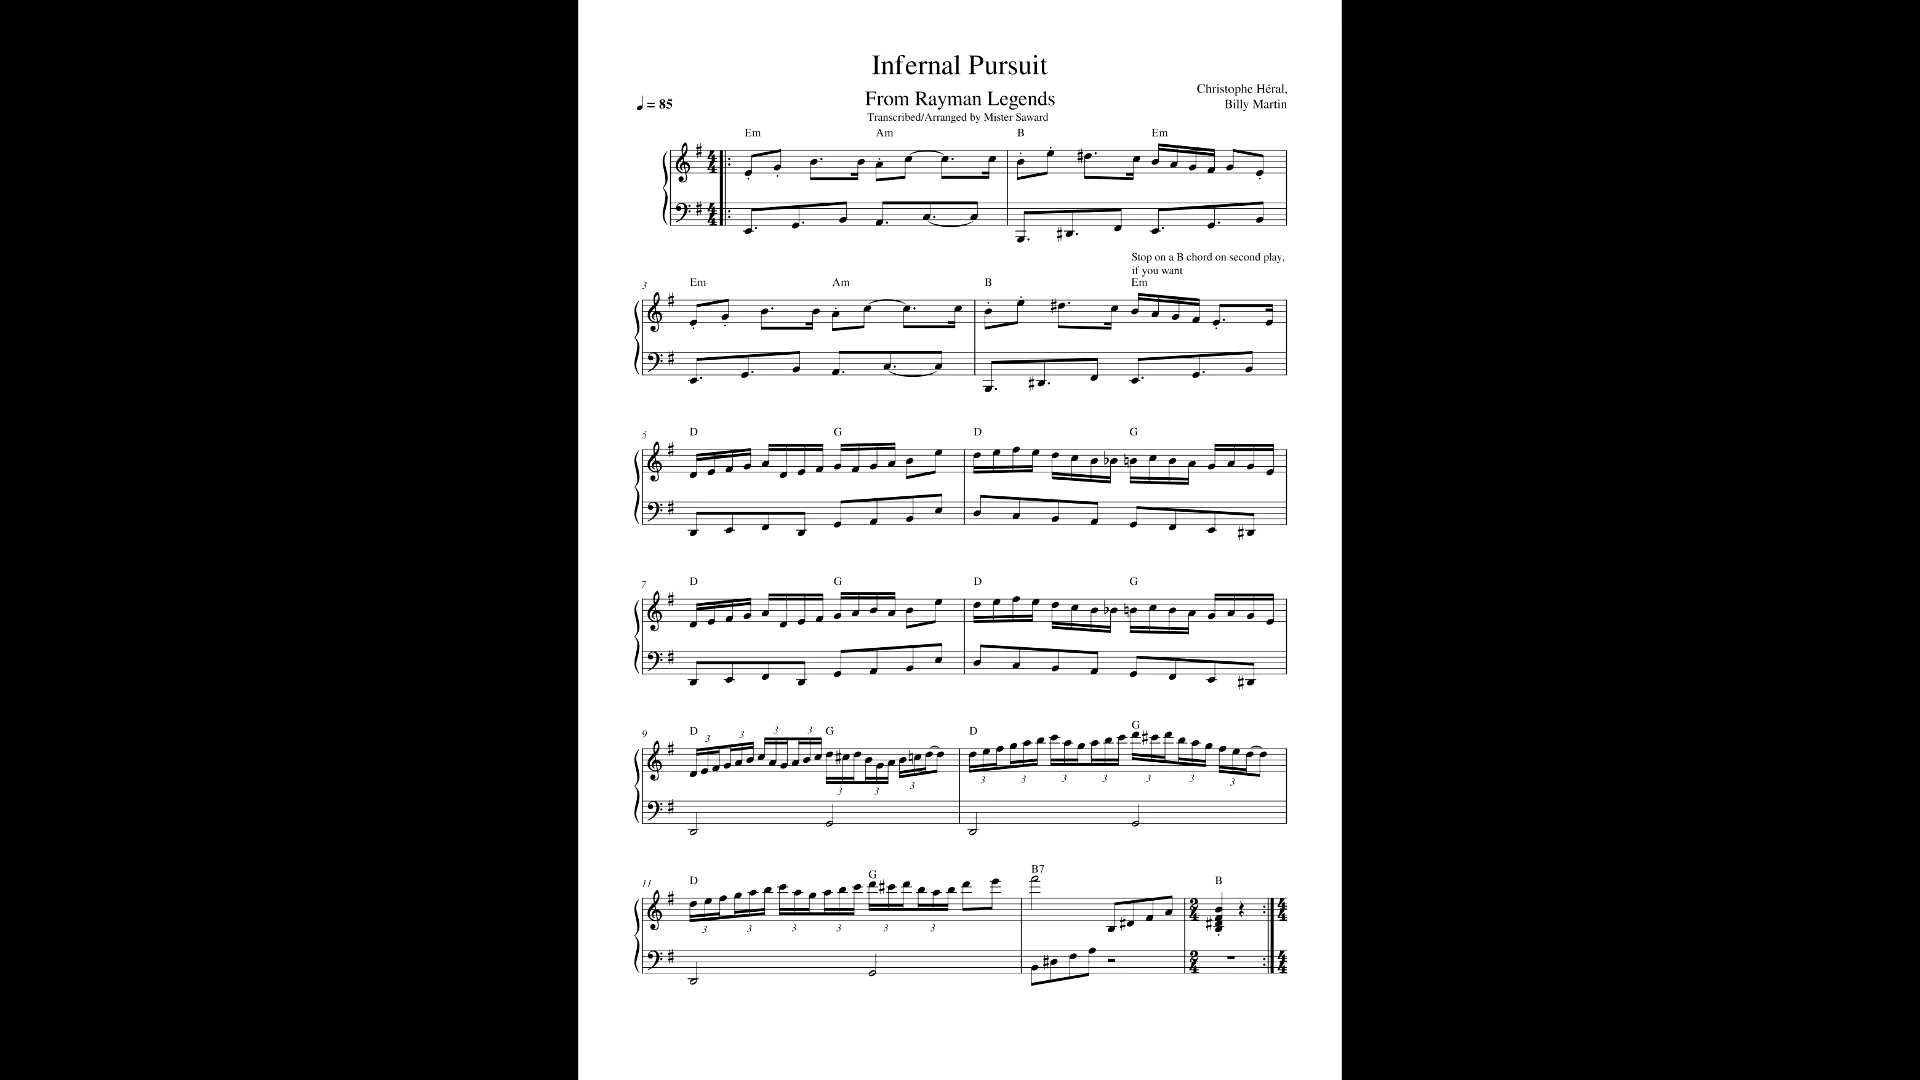 Infernal Pursuit
From Rayman Legends
Transcribed/Arranged by Mister Saward
Christophe Héral,
Billy Martin
= 85
Em Am B Em
Stop on a B chord on second play,
if you want
3 Em Am B Em
5 D G D G
7 D G D G
9 D G D G
3 3 3 3 3 3 3 3 3 3 3 3 3 3
11 D G B7 B
3 3 3 3 3 3